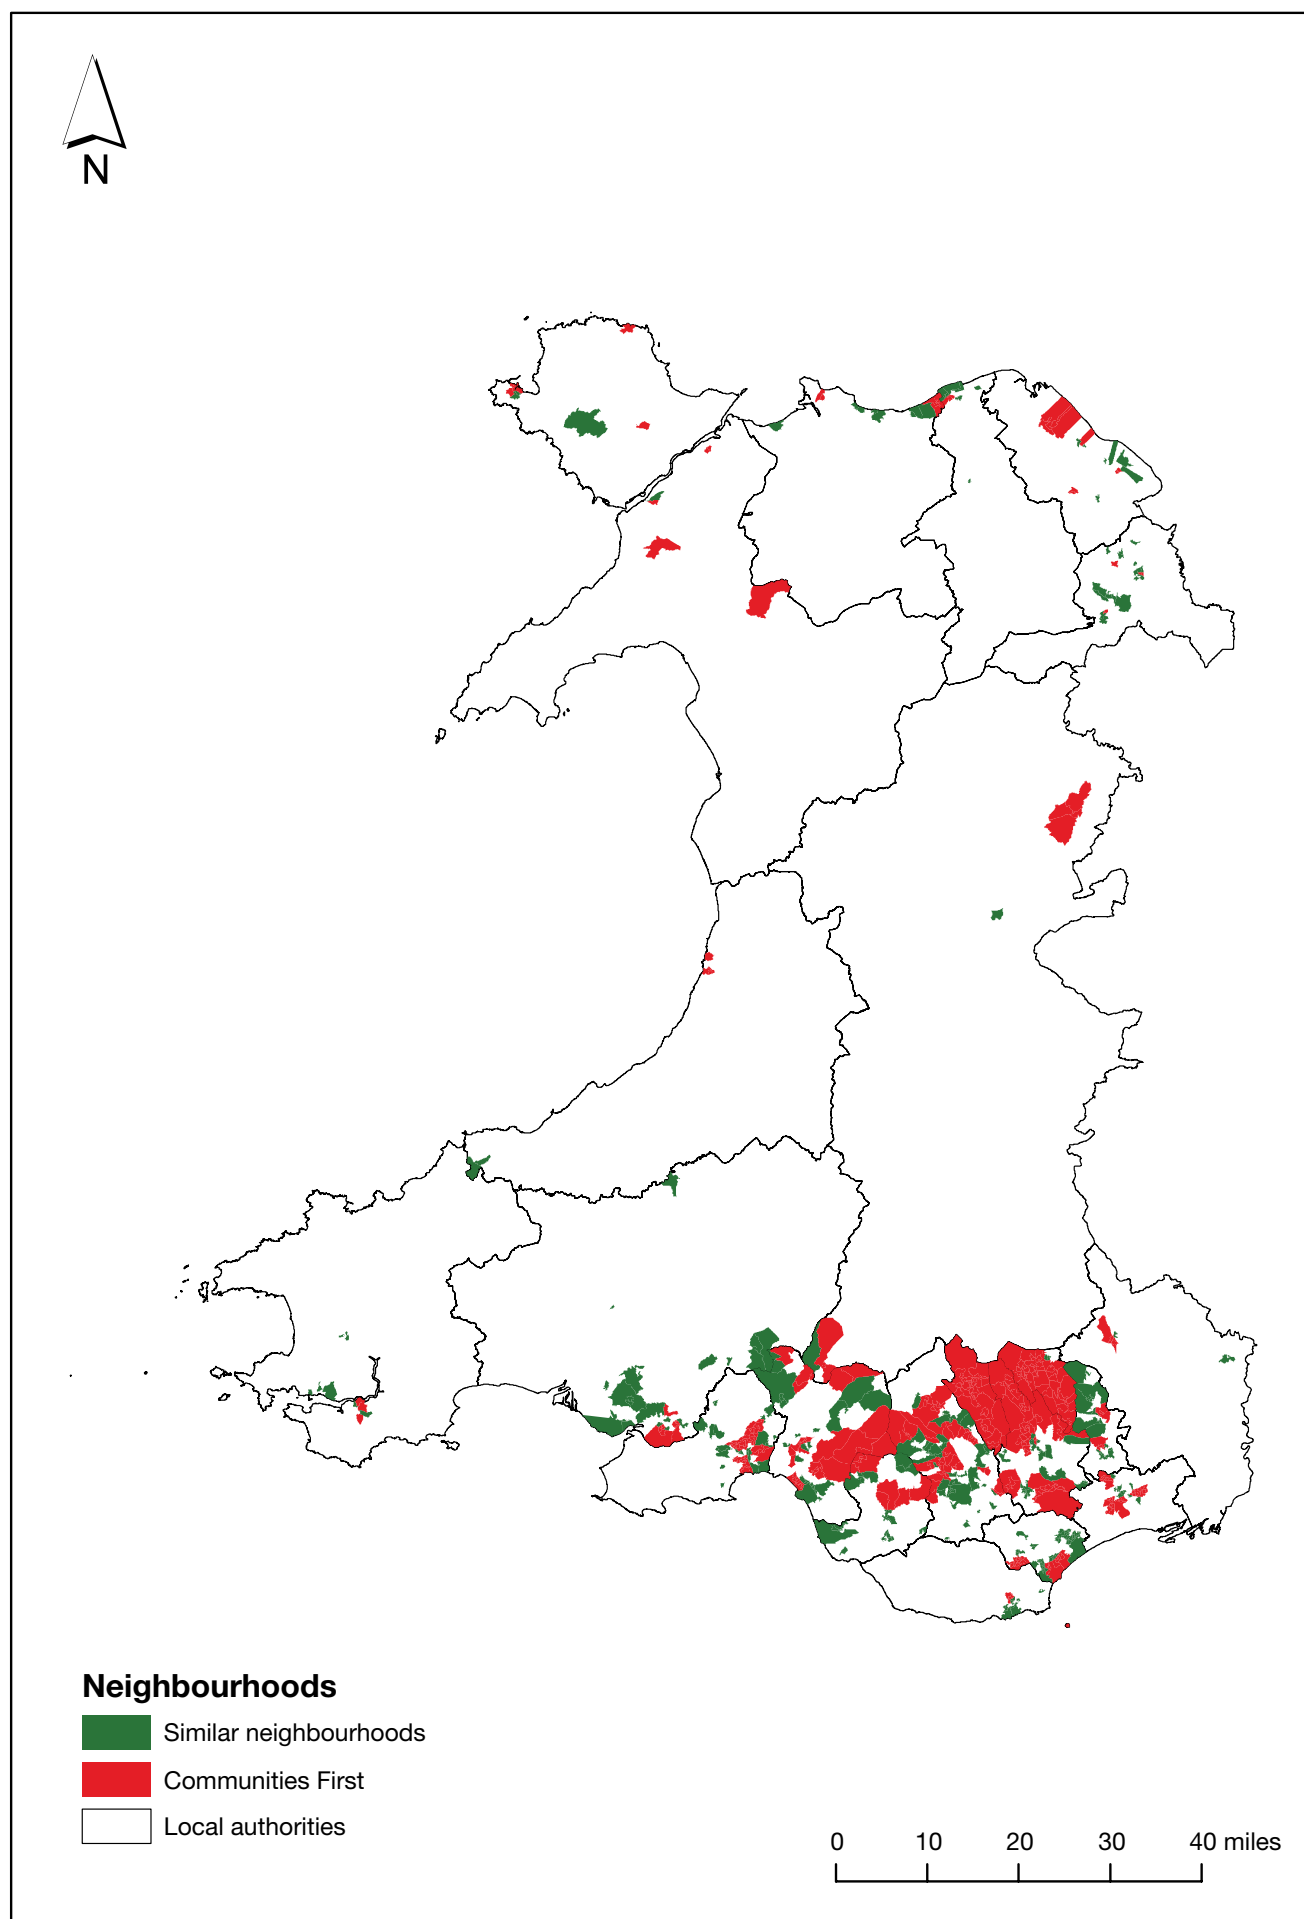 N
Neighbourhoods
Similar neighbourhoods
Communities First
Local authorities
0 10 20 30 40 miles